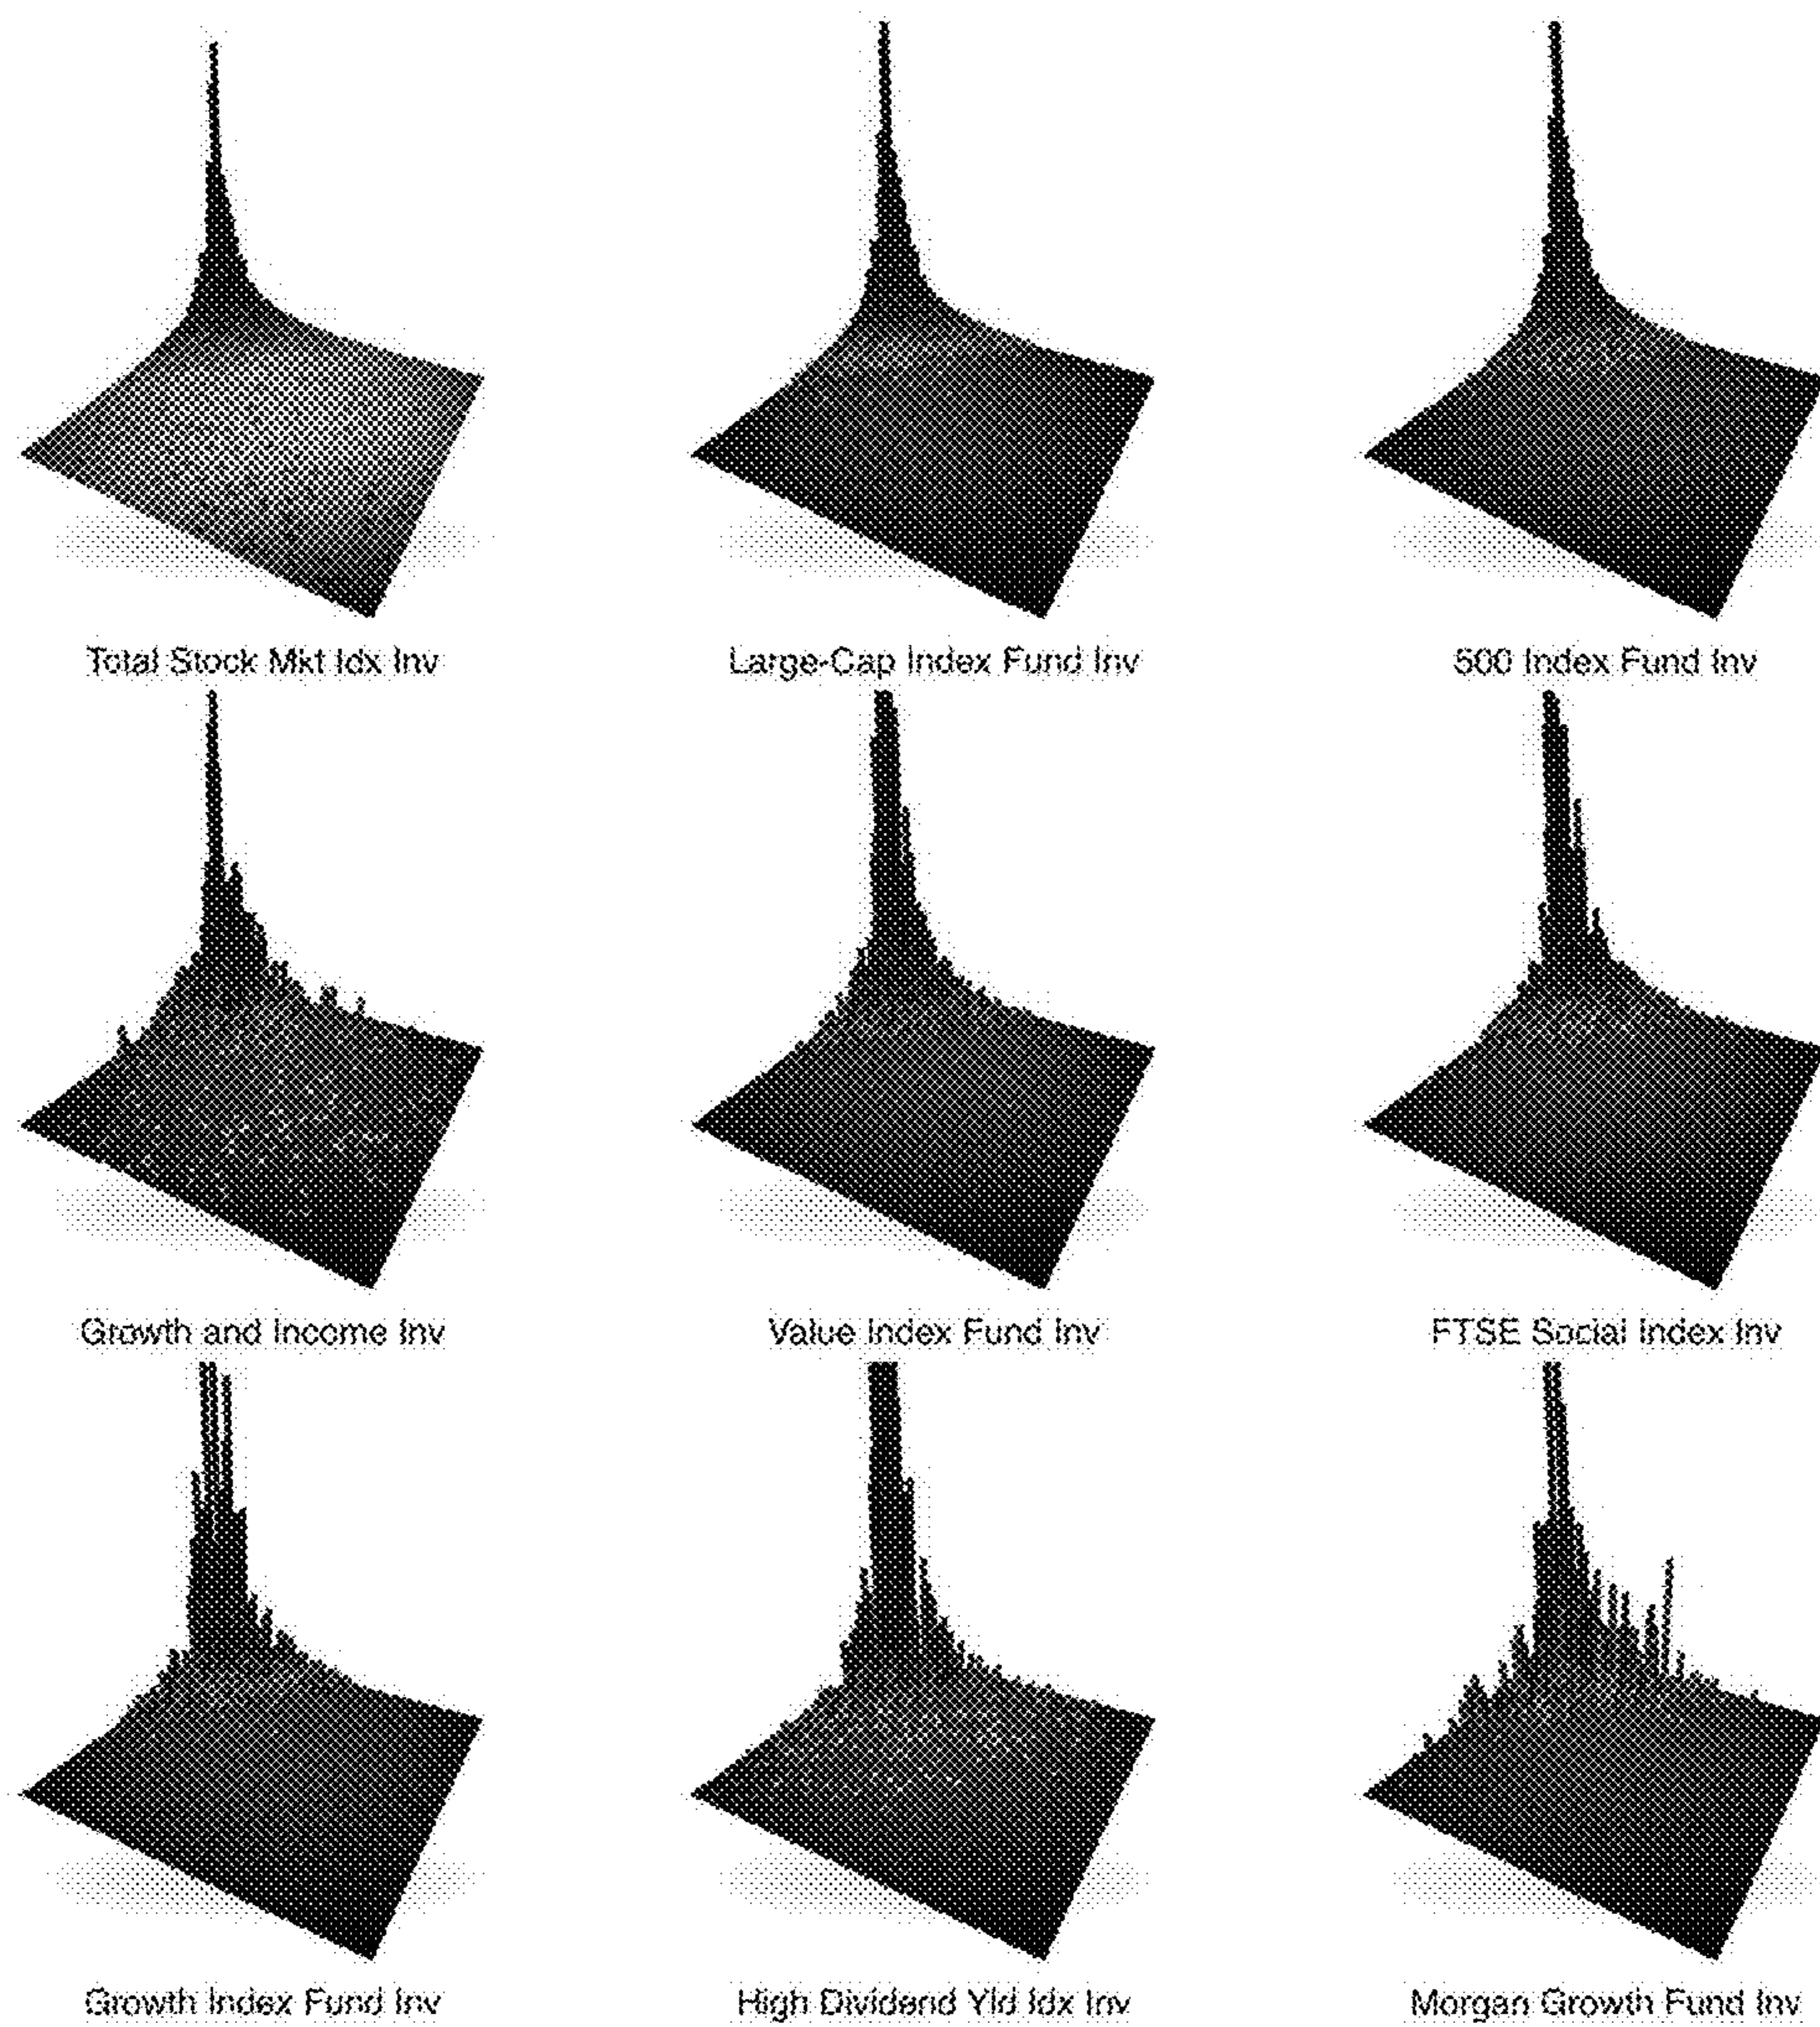 Total Stock Mkt Idx Inv
Large-Cap Index Fund Inv
500 Index Fund Inv
Growth and Income Inv
Value Index Fund Inv
FTSE Social Index Inv
Growth Index Fund Inv
High Dividend Yld Idx Inv
Morgan Growth Fund Inv